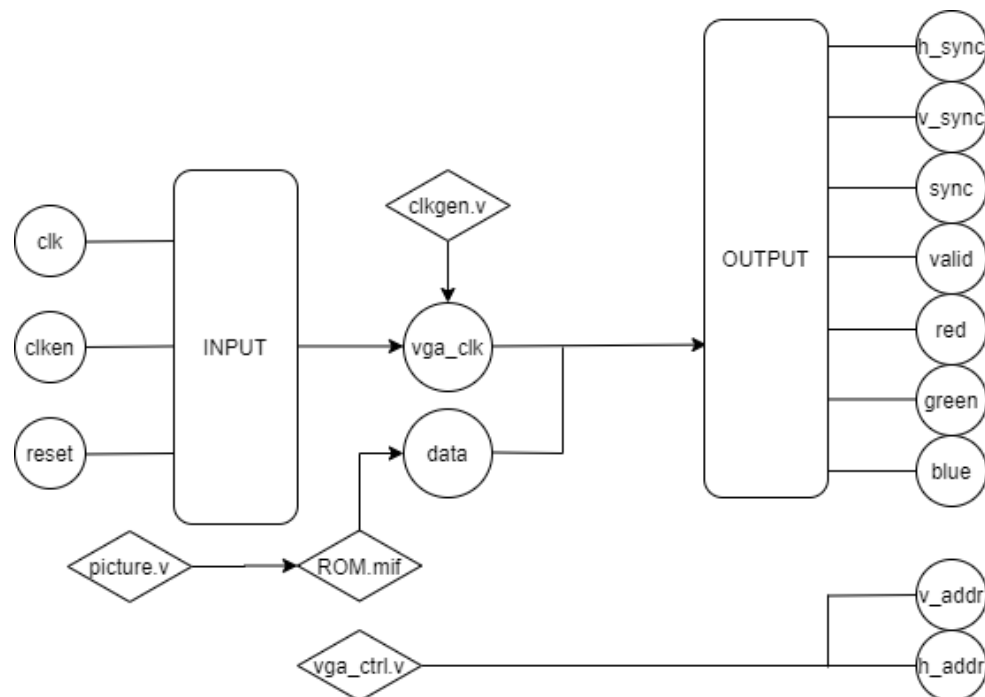 h_sync
v_sync
sync
clkgen.v
clk
valid
OUTPUT
red
clken
INPUT
vga_clk
green
reset
data
blue
picture.v
ROM.mif
v_addr
vga_ctrl.v
h_addr